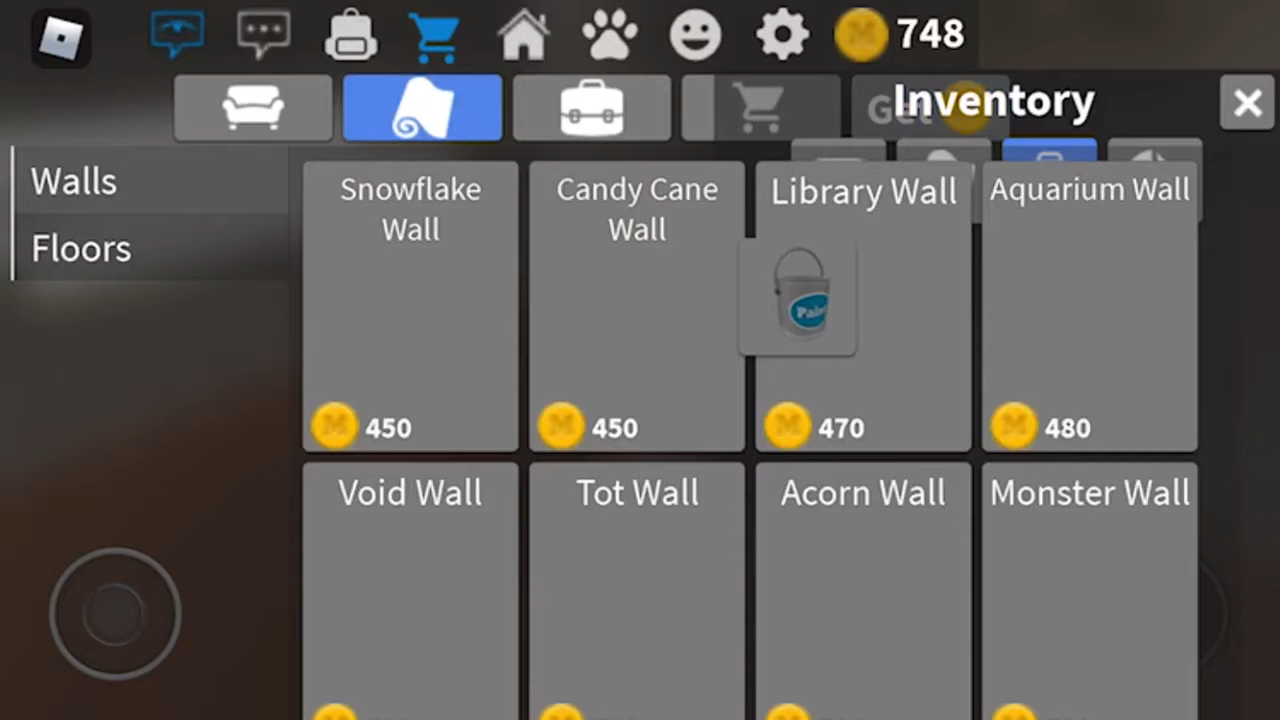 748
Get
Inventory
Walls
Floors
Snowflake
Wall
Candy Cane
Wall
Library Wall
Aquarium Wall
450
450
470
480
Void Wall
Tot Wall
Acorn Wall
Monster Wall